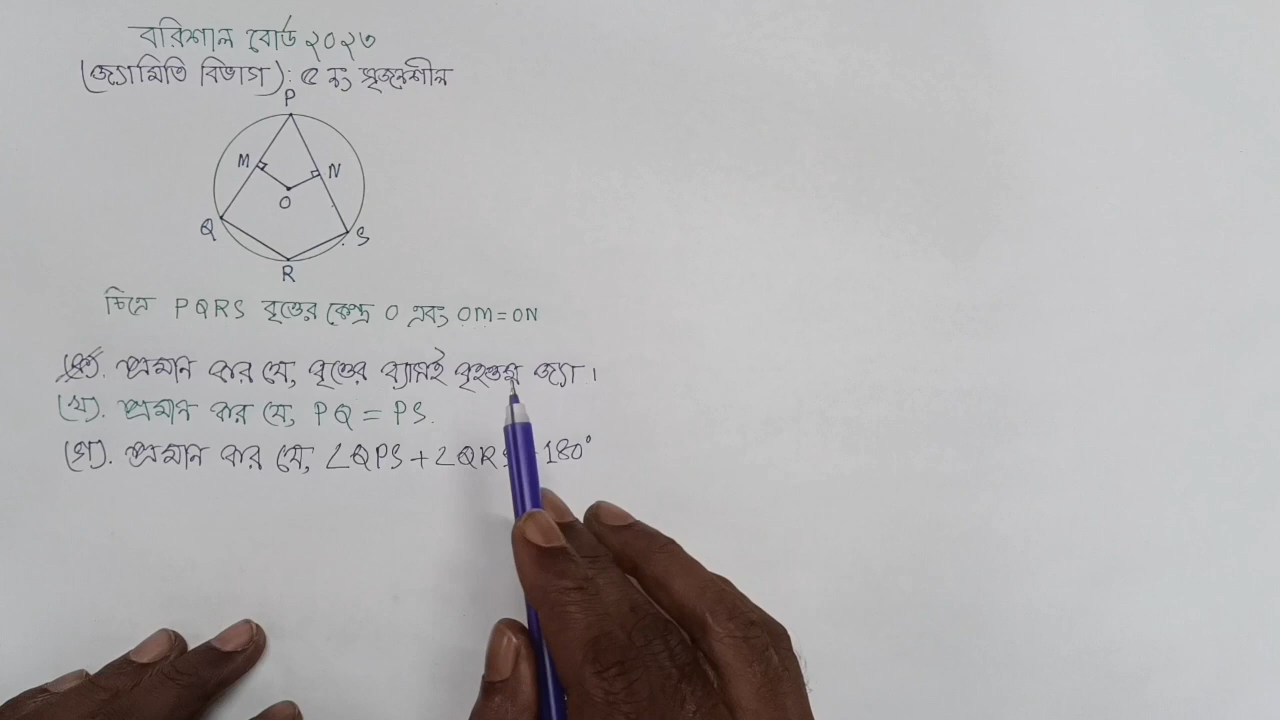 বরিশাল বোর্ড ২০২৩
(জ্যামিতি বিভাগ): ৫ নং সৃজনশীল
P
M
N
O
Q
S
R
চিত্রে PQRS বৃত্তের কেন্দ্র O এবং OM=ON
(ক). প্রমান কর যে, বৃত্তের ব্যাসই বৃহত্তম জ্যা।
(খ). প্রমান কর যে, PQ = PS.
(গ). প্রমান কর যে, ∠QPS+∠QRS=180°